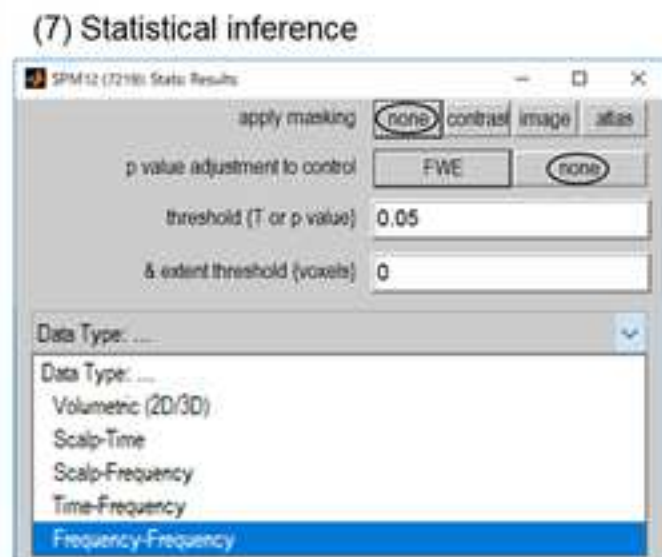 (7) Statistical inference
SPM12 (7219): Stats: Results
apply masking none contrast image atlas
p value adjustment to control FWE none
threshold {T or p value} 0.05
& extent threshold {voxels} 0
Data Type: ...
Data Type: ...
Volumetric (2D/3D)
Scalp-Time
Scalp-Frequency
Time-Frequency
Frequency-Frequency